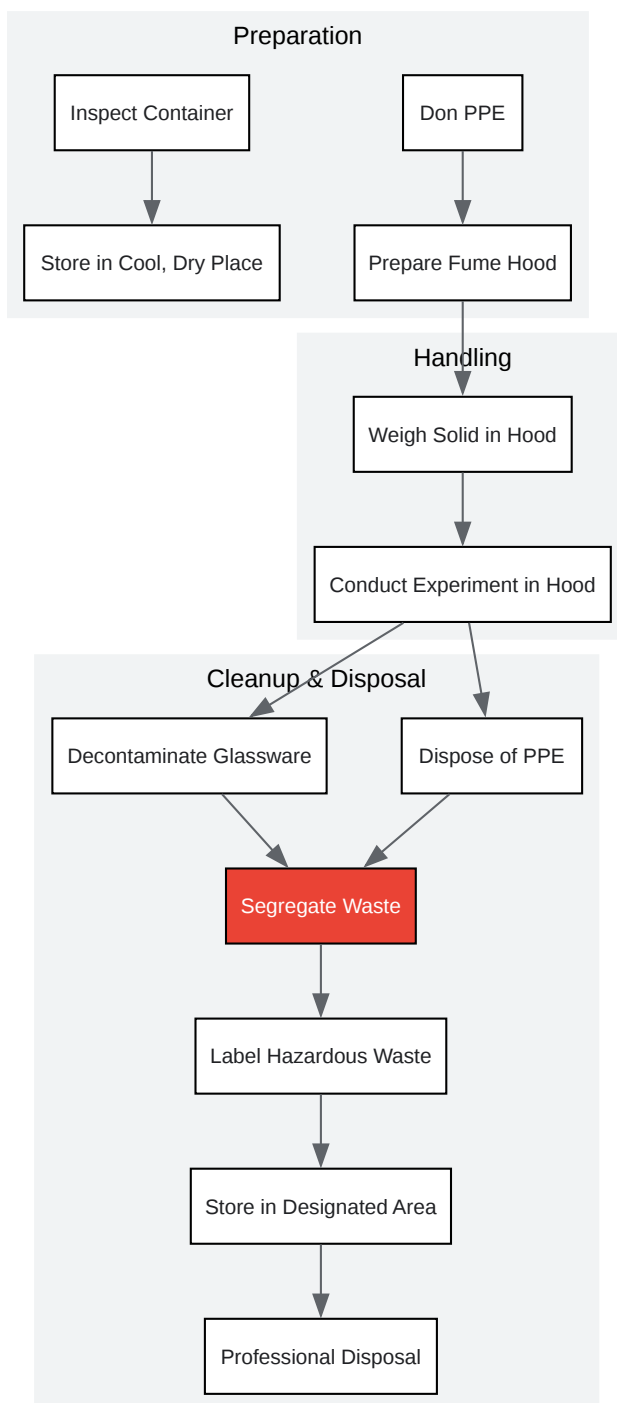 Preparation
Inspect Container
Don PPE
Store in Cool, Dry Place
Prepare Fume Hood
Handling
Weigh Solid in Hood
Conduct Experiment in Hood
Cleanup & Disposal
Decontaminate Glassware
Dispose of PPE
Segregate Waste
Label Hazardous Waste
Store in Designated Area
Professional Disposal